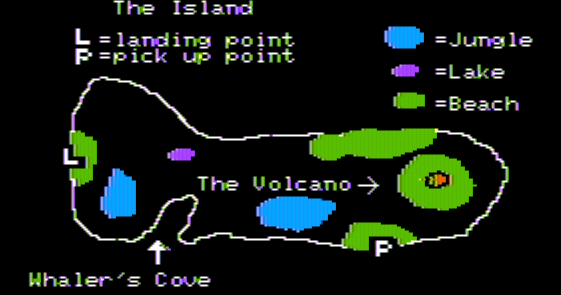 The Island
L=landing point
P=pick up point
=Jungle
=Lake
=Beach
L
The Volcano→
P
Whaler's Cove